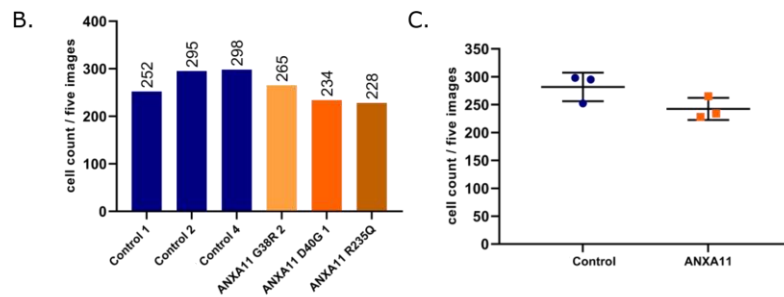 B.
cell count / five images
400
300
200
100
0
252
295
298
265
234
228
Control 1
Control 2
Control 4
ANXA11 G38R 2
ANXA11 D40G 1
ANXA11 R235Q
C.
cell count / five images
350
300
250
200
150
100
50
0
Control
ANXA11